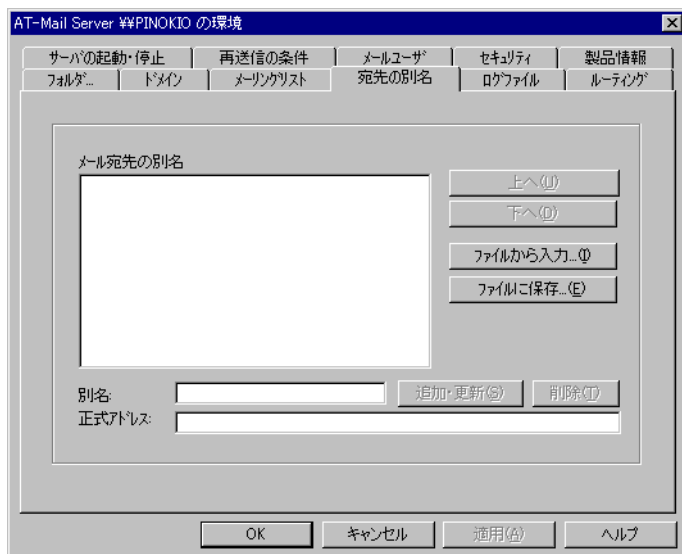 AT-Mail Server ¥¥PINOKIO の環境
サーバの起動・停止 再送信の条件 ﾒｰﾙﾕｰｻﾞ ｾｷｭﾘﾃｨ 製品情報
ﾌｫﾙﾀﾞ... ﾄﾞﾒｲﾝ ﾒｰﾘﾝｸﾞﾘｽﾄ 宛先の別名 ﾛｸﾞﾌｧｲﾙ ﾙｰﾃｨﾝｸﾞ
ﾒｰﾙ宛先の別名
上へ(U)
下へ(D)
ﾌｧｲﾙから入力...(I)
ﾌｧｲﾙに保存...(E)
別名: 追加・更新(S) 削除(T)
正式ｱﾄﾞﾚｽ:
OK キャンセル 適用(A) ヘルプ